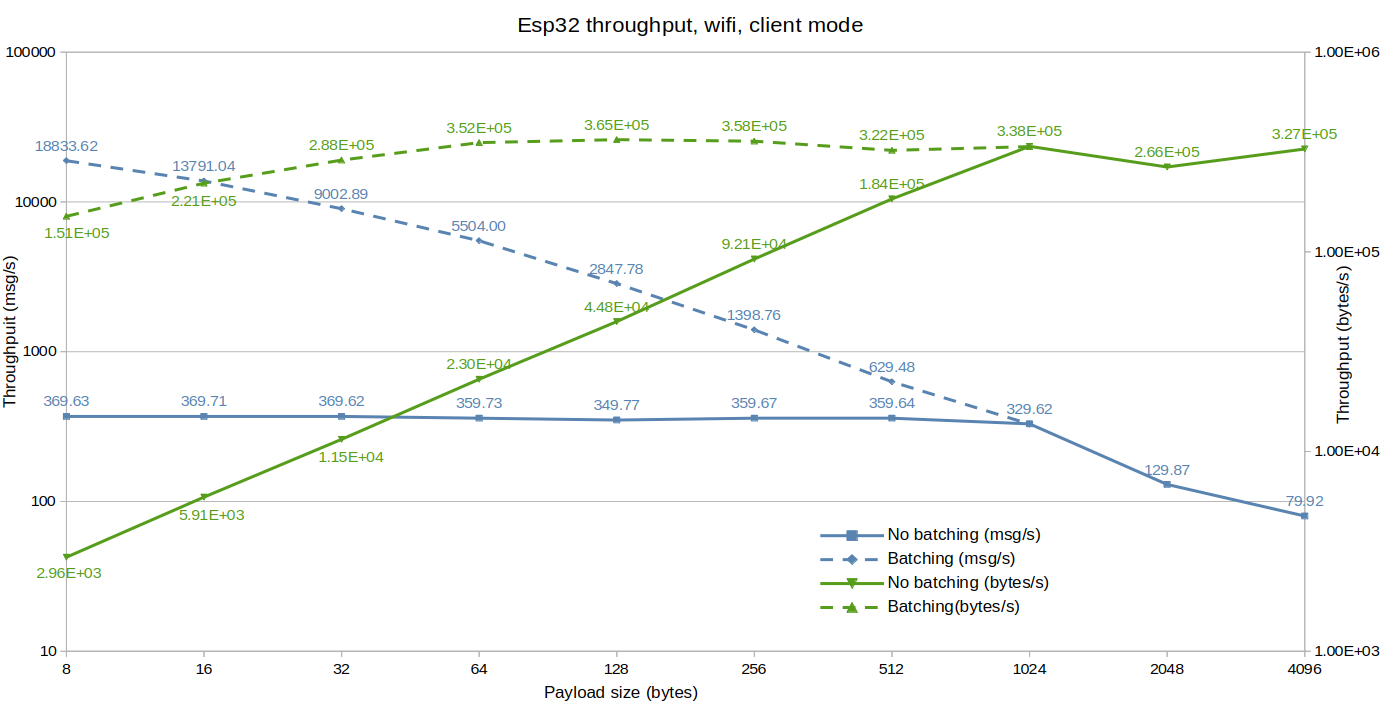 Esp32 throughput, wifi, client mode
100000
10000
1000
100
10
Throughpuit (msg/s)
1.00E+06
1.00E+05
1.00E+04
1.00E+03
Throughput (bytes/s)
18833.62
13791.04
9002.89
5504.00
2847.78
1398.76
629.48
1.51E+05
2.21E+05
2.88E+05
3.52E+05
3.65E+05
3.58E+05
3.22E+05
3.38E+05
2.66E+05
3.27E+05
369.63
369.71
369.62
359.73
349.77
359.67
359.64
329.62
129.87
79.92
2.96E+03
5.91E+03
1.15E+04
2.30E+04
4.48E+04
9.21E+04
1.84E+05
No batching (msg/s)
Batching (msg/s)
No batching (bytes/s)
Batching(bytes/s)
8 16 32 64 128 256 512 1024 2048 4096
Payload size (bytes)